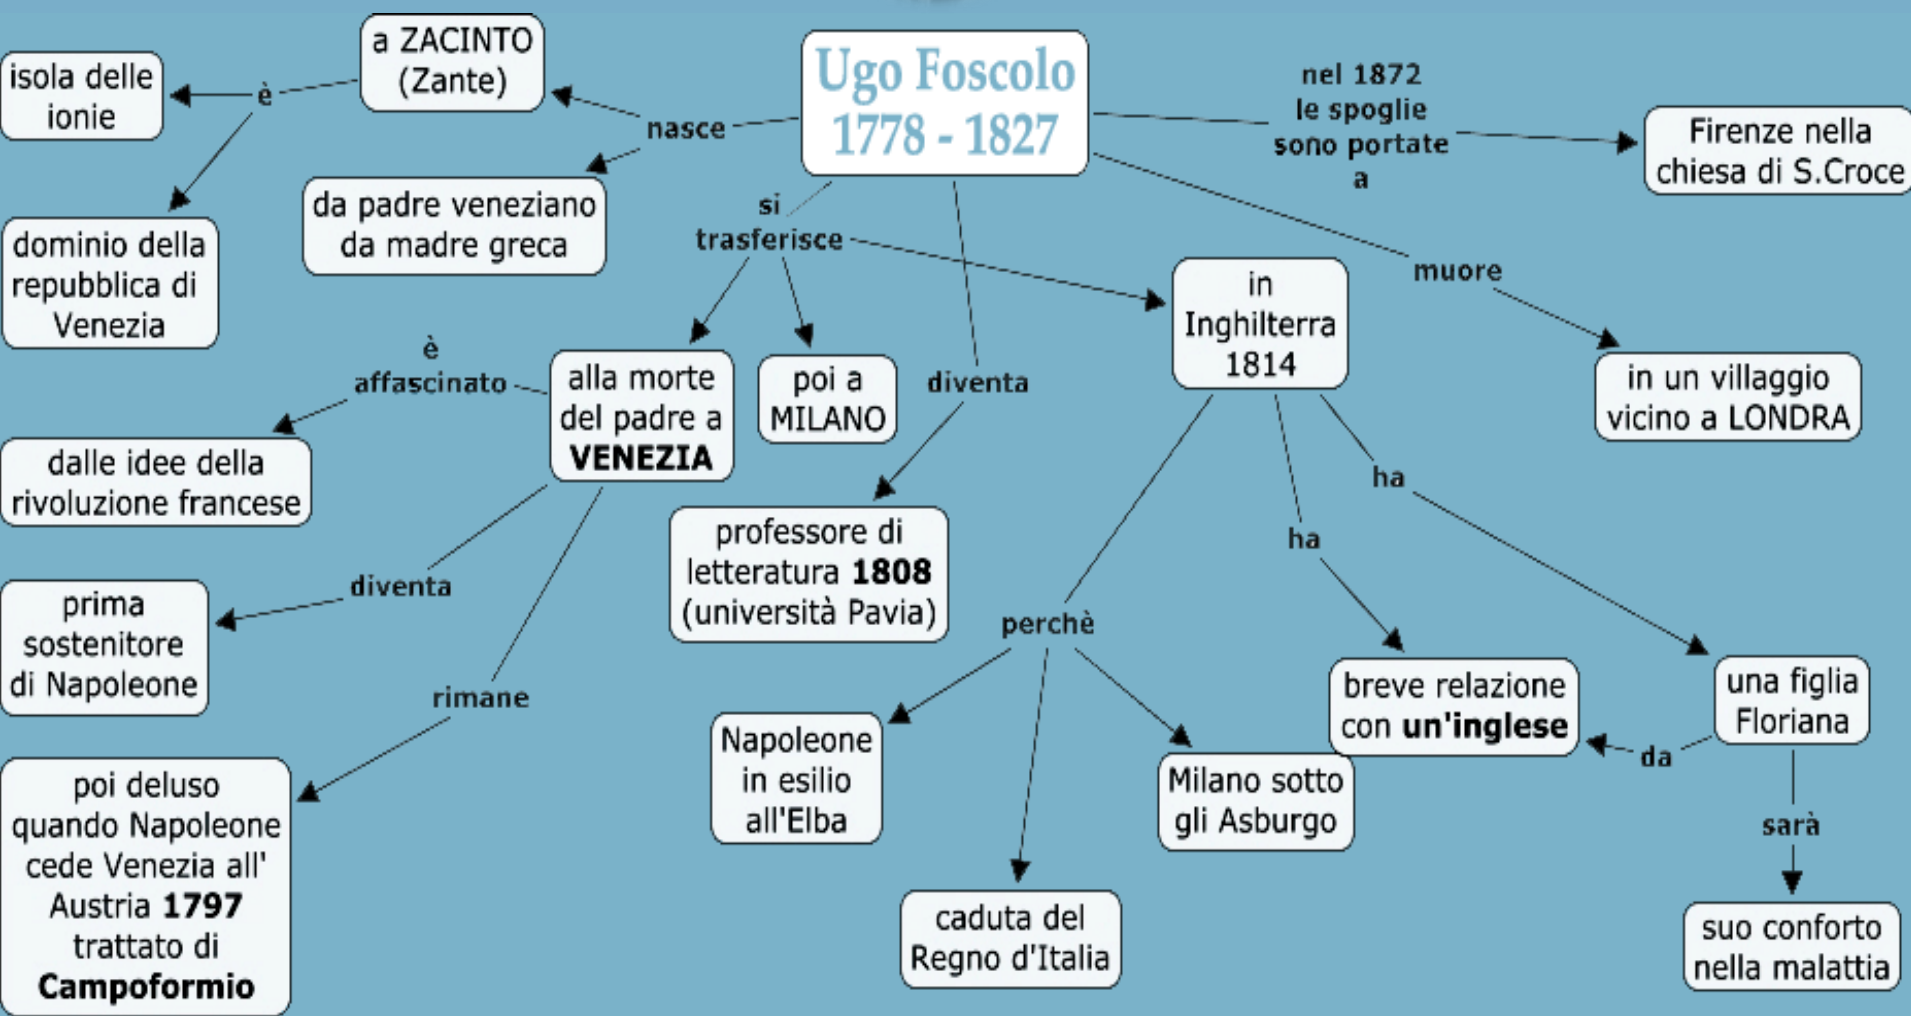 Ugo Foscolo
1778 - 1827
nasce
a ZACINTO
(Zante)
è
isola delle
ionie
dominio della
repubblica di
Venezia
da padre veneziano
da madre greca
si
trasferisce
alla morte
del padre a
VENEZIA
è
affascinato
dalle idee della
rivoluzione francese
diventa
prima
sostenitore
di Napoleone
rimane
poi deluso
quando Napoleone
cede Venezia all'
Austria 1797
trattato di
Campoformio
poi a
MILANO
diventa
professore di
letteratura 1808
(università Pavia)
in
Inghilterra
1814
perchè
Napoleone
in esilio
all'Elba
caduta del
Regno d'Italia
Milano sotto
gli Asburgo
ha
breve relazione
con un'inglese
ha
una figlia
Floriana
da
sarà
suo conforto
nella malattia
muore
in un villaggio
vicino a LONDRA
nel 1872
le spoglie
sono portate
a
Firenze nella
chiesa di S.Croce